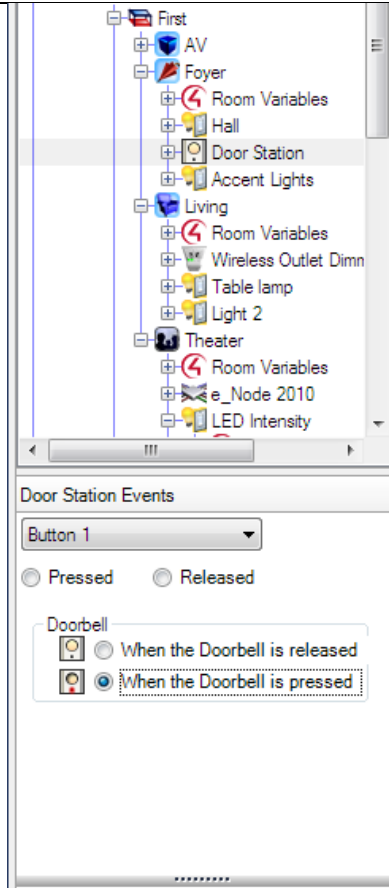 First
AV
Foyer
Room Variables
Hall
Door Station
Accent Lights
Living
Room Variables
Wireless Outlet Dimm
Table lamp
Light 2
Theater
Room Variables
e_Node 2010
LED Intensity
Door Station Events
Button 1
Pressed Released
Doorbell
When the Doorbell is released
When the Doorbell is pressed